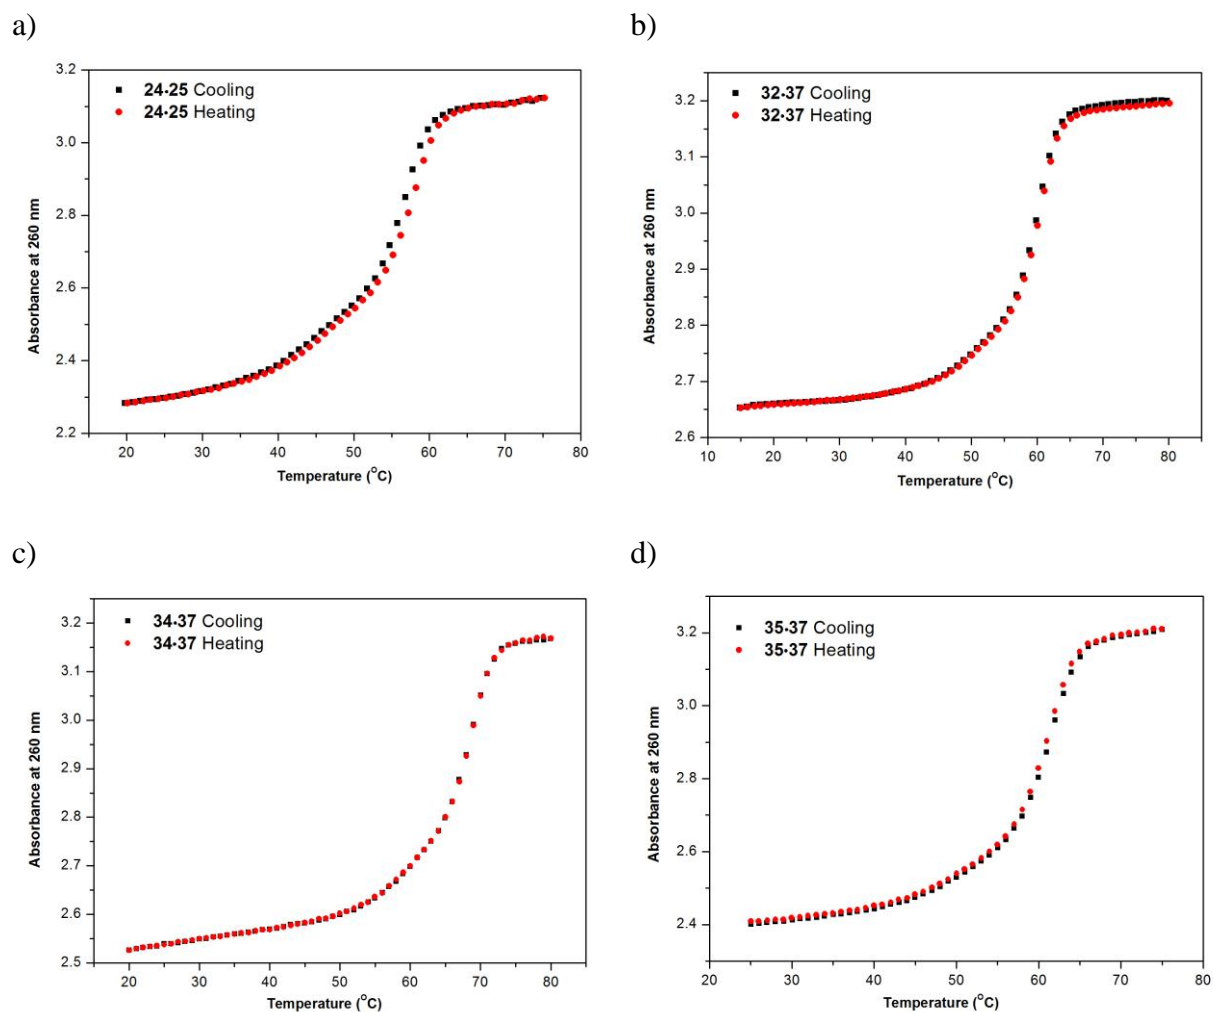 a)
24·25 Cooling
24·25 Heating
3.2
3.0
2.8
2.6
2.4
2.2
Absorbance at 260 nm
20 30 40 50 60 70 80
Temperature (°C)
b)
32·37 Cooling
32·37 Heating
3.2
3.1
3.0
2.9
2.8
2.7
2.6
Absorbance at 260 nm
10 20 30 40 50 60 70 80
Temperature (°C)
c)
34·37 Cooling
34·37 Heating
3.2
3.1
3.0
2.9
2.8
2.7
2.6
2.5
Absorbance at 260 nm
20 30 40 50 60 70 80
Temperature (°C)
d)
35·37 Cooling
35·37 Heating
3.2
3.0
2.8
2.6
2.4
Absorbance at 260 nm
20 30 40 50 60 70 80
Temperature (°C)